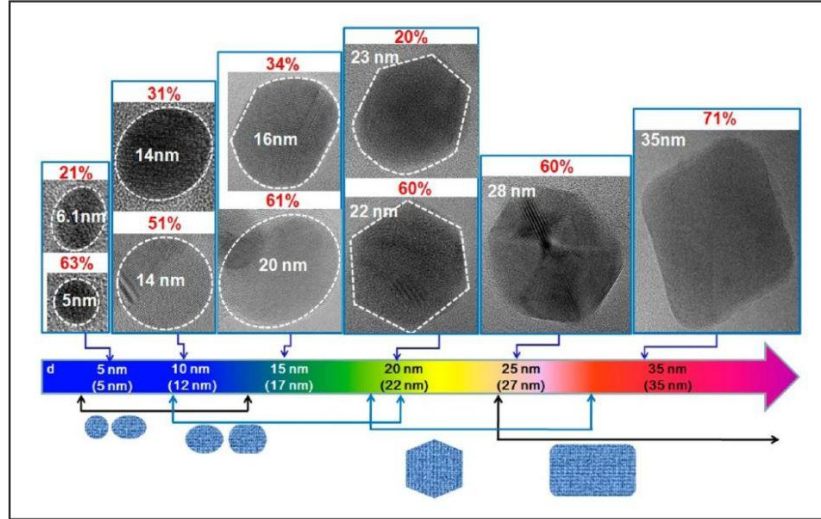 21%
6.1nm
63%
5nm
31%
14nm
51%
14 nm
34%
16nm
61%
20 nm
20%
23 nm
60%
22 nm
60%
28 nm
71%
35nm
d 5 nm 10 nm 15 nm 20 nm 25 nm 35 nm
(5 nm) (12 nm) (17 nm) (22 nm) (27 nm) (35 nm)